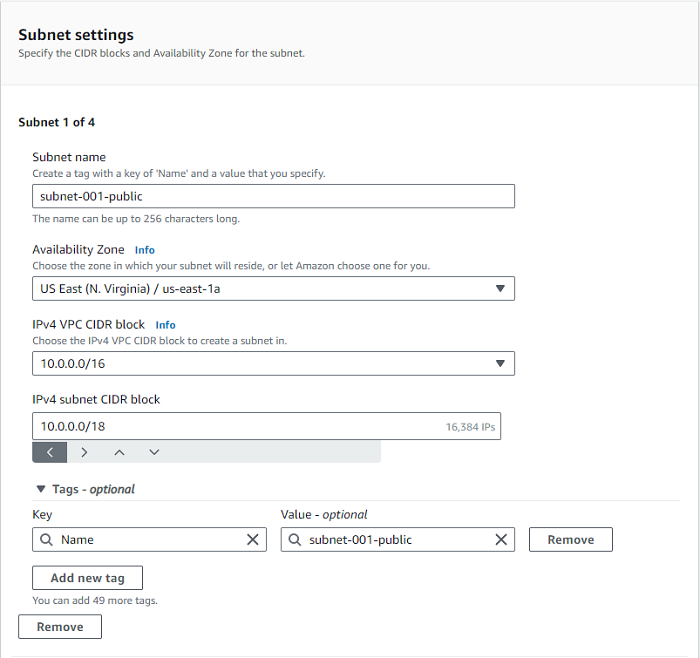 Subnet settings
Specify the CIDR blocks and Availability Zone for the subnet.
Subnet 1 of 4
Subnet name
Create a tag with a key of 'Name' and a value that you specify.
subnet-001-public
The name can be up to 256 characters long.
Availability Zone Info
Choose the zone in which your subnet will reside, or let Amazon choose one for you.
US East (N. Virginia) / us-east-1a
IPv4 VPC CIDR block Info
Choose the IPv4 VPC CIDR block to create a subnet in.
10.0.0.0/16
IPv4 subnet CIDR block
10.0.0.0/18 16,384 IPs
Tags - optional
Key Value - optional
Name subnet-001-public Remove
Add new tag
You can add 49 more tags.
Remove